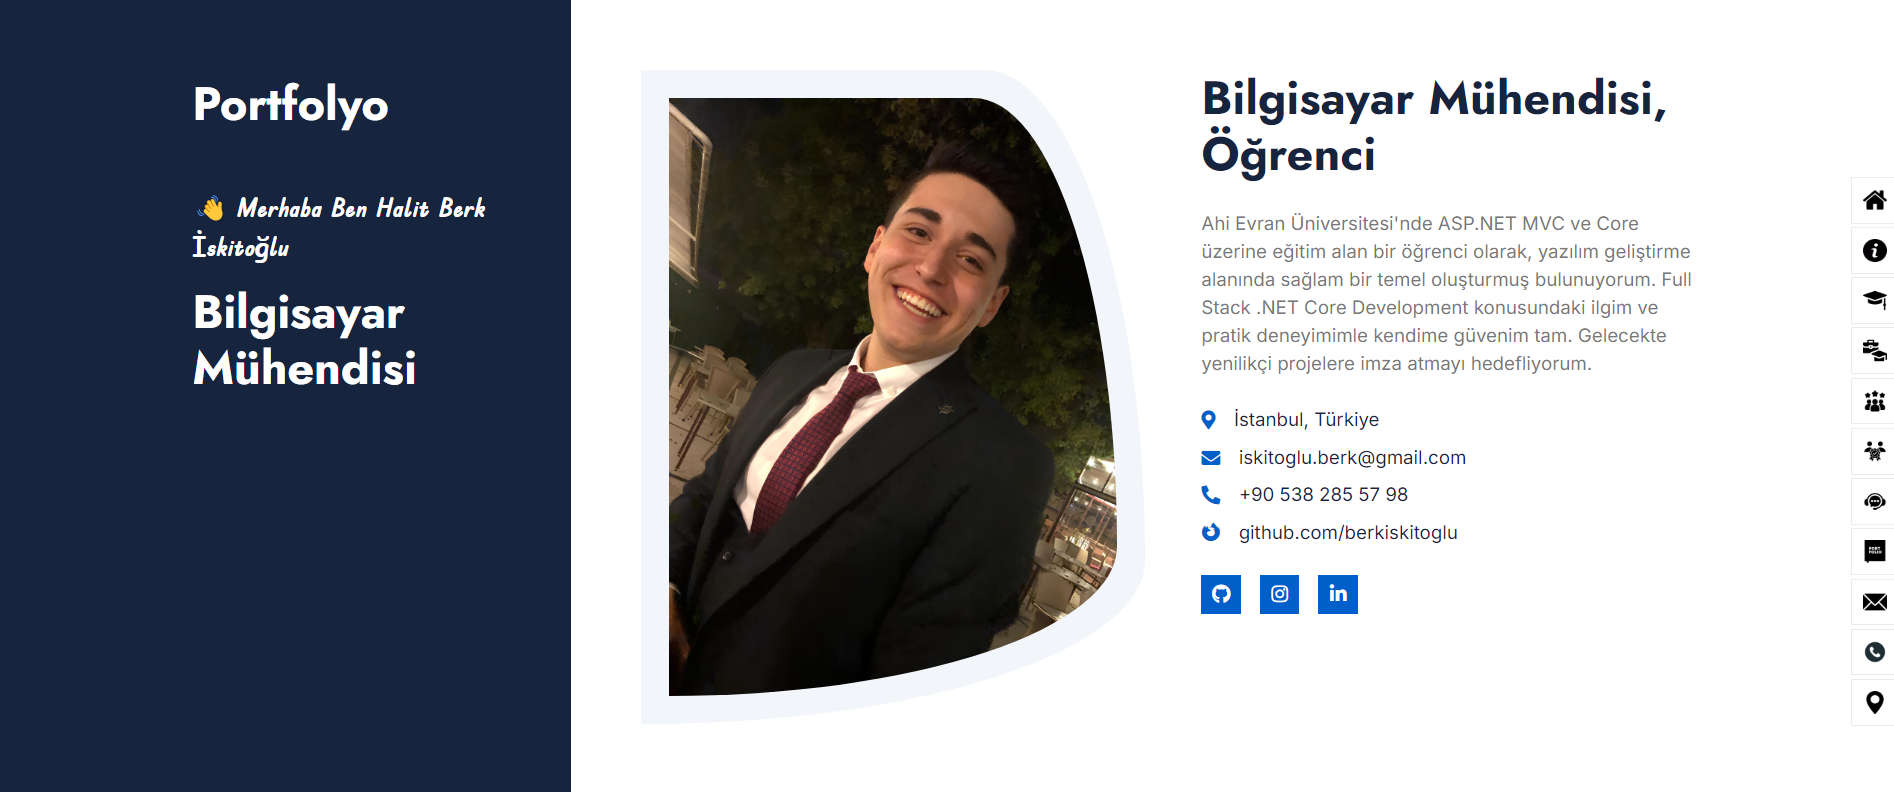 Portfolyo
👋 Merhaba Ben Halit Berk
İskitoğlu
Bilgisayar
Mühendisi
Bilgisayar Mühendisi,
Öğrenci
Ahi Evran Üniversitesi'nde ASP.NET MVC ve Core
üzerine eğitim alan bir öğrenci olarak, yazılım geliştirme
alanında sağlam bir temel oluşturmuş bulunuyorum. Full
Stack .NET Core Development konusundaki ilgim ve
pratik deneyimimle kendime güvenim tam. Gelecekte
yenilikçi projelere imza atmayı hedefliyorum.
İstanbul, Türkiye
iskitoglu.berk@gmail.com
+90 538 285 57 98
github.com/berkiskitoglu
in
PORT
FOLIO